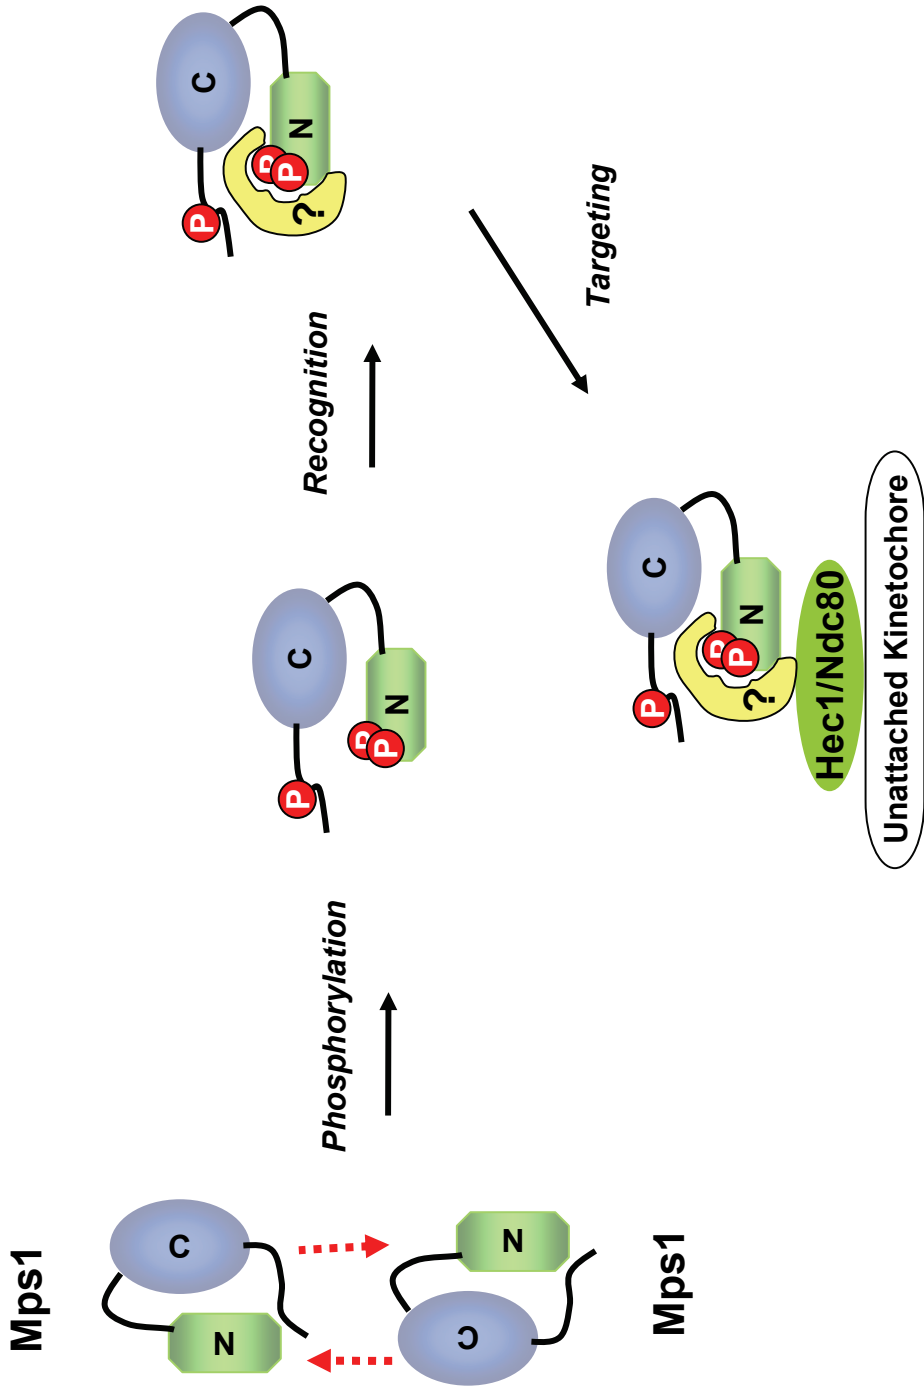 Mps1
C
N
N
C
Mps1
Phosphorylation
P
C
P
P
N
Recognition
P
C
P
P
N
?
Targeting
P
C
P
P
N
?
Hec1/Ndc80
Unattached Kinetochore